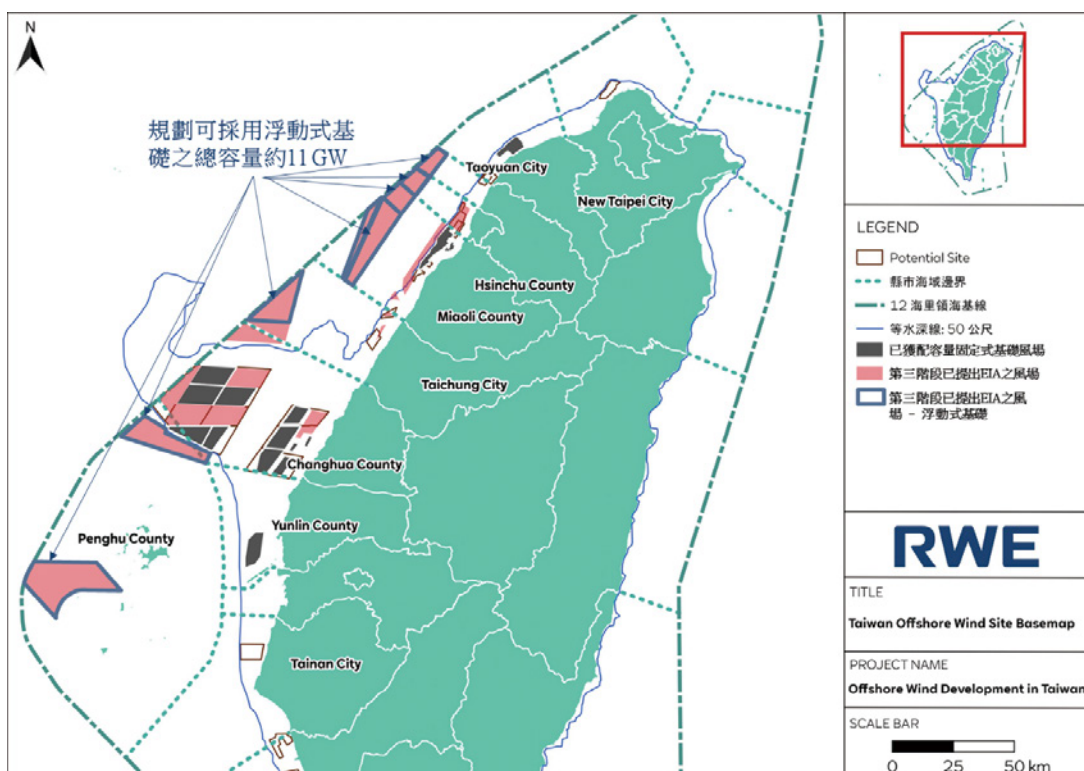 N
規劃可採用浮動式基
礎之總容量約11 GW
Taoyuan City
New Taipei City
Hsinchu County
Miaoli County
Taichung City
Changhua County
Yunlin County
Penghu County
Tainan City
LEGEND
Potential Site
縣市海域邊界
12 海里領海基線
等水深線: 50 公尺
已獲配容量固定式基礎風場
第三階段已提出EIA之風場
第三階段已提出EIA之風
場 - 浮動式基礎
RWE
TITLE
Taiwan Offshore Wind Site Basemap
PROJECT NAME
Offshore Wind Development in Taiwan
SCALE BAR
0 25 50 km